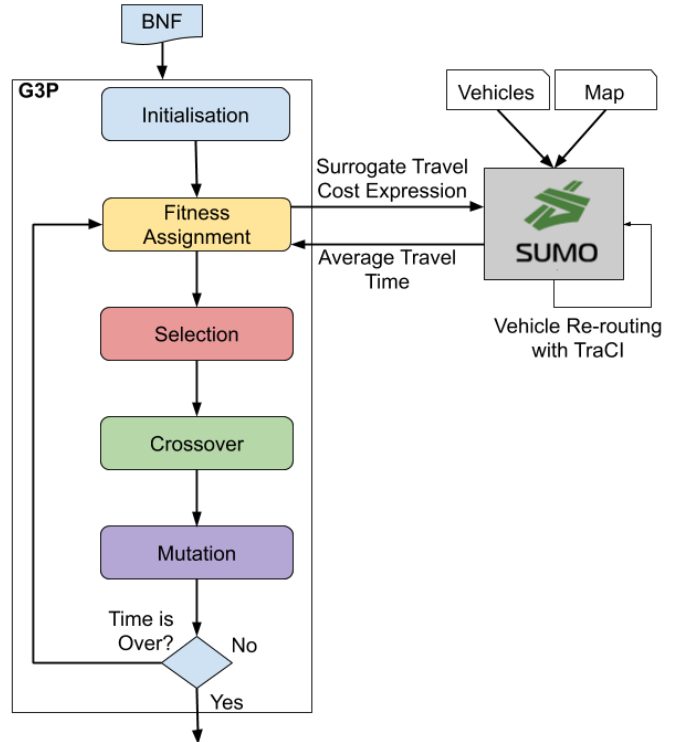 BNF
G3P
Initialisation
Vehicles
Map
Surrogate Travel
Cost Expression
Fitness
Assignment
SUMO
Average Travel
Time
Vehicle Re-routing
with TraCI
Selection
Crossover
Mutation
Time is
Over?
No
Yes